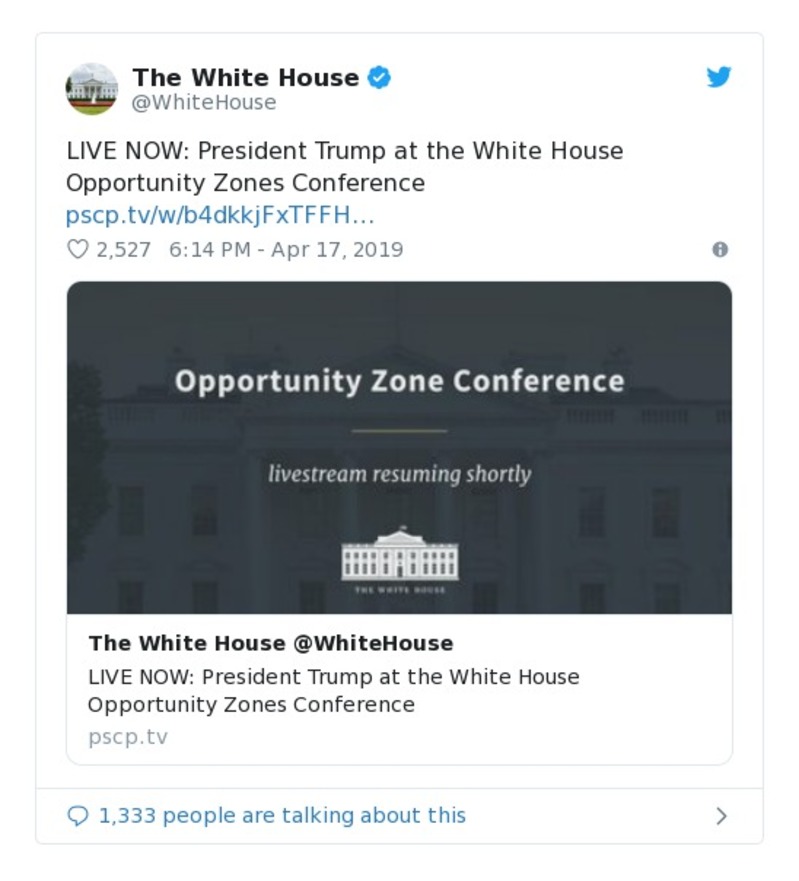 The White House
@WhiteHouse
LIVE NOW: President Trump at the White House
Opportunity Zones Conference
pscp.tv/w/b4dkkjFxTFFH…
2,527 6:14 PM - Apr 17, 2019
Opportunity Zone Conference
livestream resuming shortly
THE WHITE HOUSE
The White House @WhiteHouse
LIVE NOW: President Trump at the White House
Opportunity Zones Conference
pscp.tv
1,333 people are talking about this